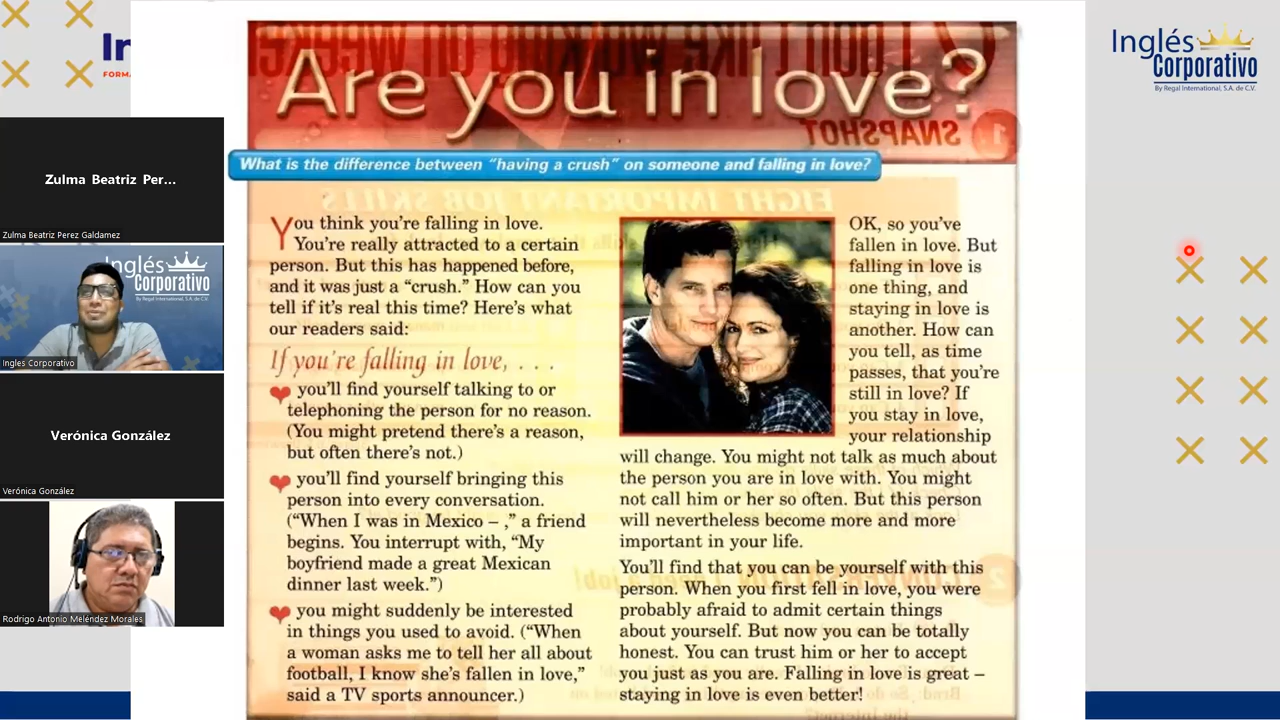 In
FORMA
Inglés
Corporativo
By Regal International, S.A. de C.V.
Zulma Beatriz Per...
Zulma Beatriz Perez Galdamez
Inglés
Corporativo
By Regal International, S.A. de C.V.
Ingles Corporativo
Verónica González
Verónica González
Rodrigo Antonio Meléndez Morales
Are you in love?
What is the difference between "having a crush" on someone and falling in love?
You think you're falling in love.
You're really attracted to a certain
person. But this has happened before,
and it was just a "crush." How can you
tell if it's real this time? Here's what
our readers said:
If you're falling in love, . . .
you'll find yourself talking to or
telephoning the person for no reason.
(You might pretend there's a reason,
but often there's not.)
you'll find yourself bringing this
person into every conversation.
("When I was in Mexico – ," a friend
begins. You interrupt with, "My
boyfriend made a great Mexican
dinner last week.")
you might suddenly be interested
in things you used to avoid. ("When
a woman asks me to tell her all about
football, I know she's fallen in love,"
said a TV sports announcer.)
OK, so you've
fallen in love. But
falling in love is
one thing, and
staying in love is
another. How can
you tell, as time
passes, that you're
still in love? If
you stay in love,
your relationship
will change. You might not talk as much about
the person you are in love with. You might
not call him or her so often. But this person
will nevertheless become more and more
important in your life.
You'll find that you can be yourself with this
person. When you first fell in love, you were
probably afraid to admit certain things
about yourself. But now you can be totally
honest. You can trust him or her to accept
you just as you are. Falling in love is great –
staying in love is even better!